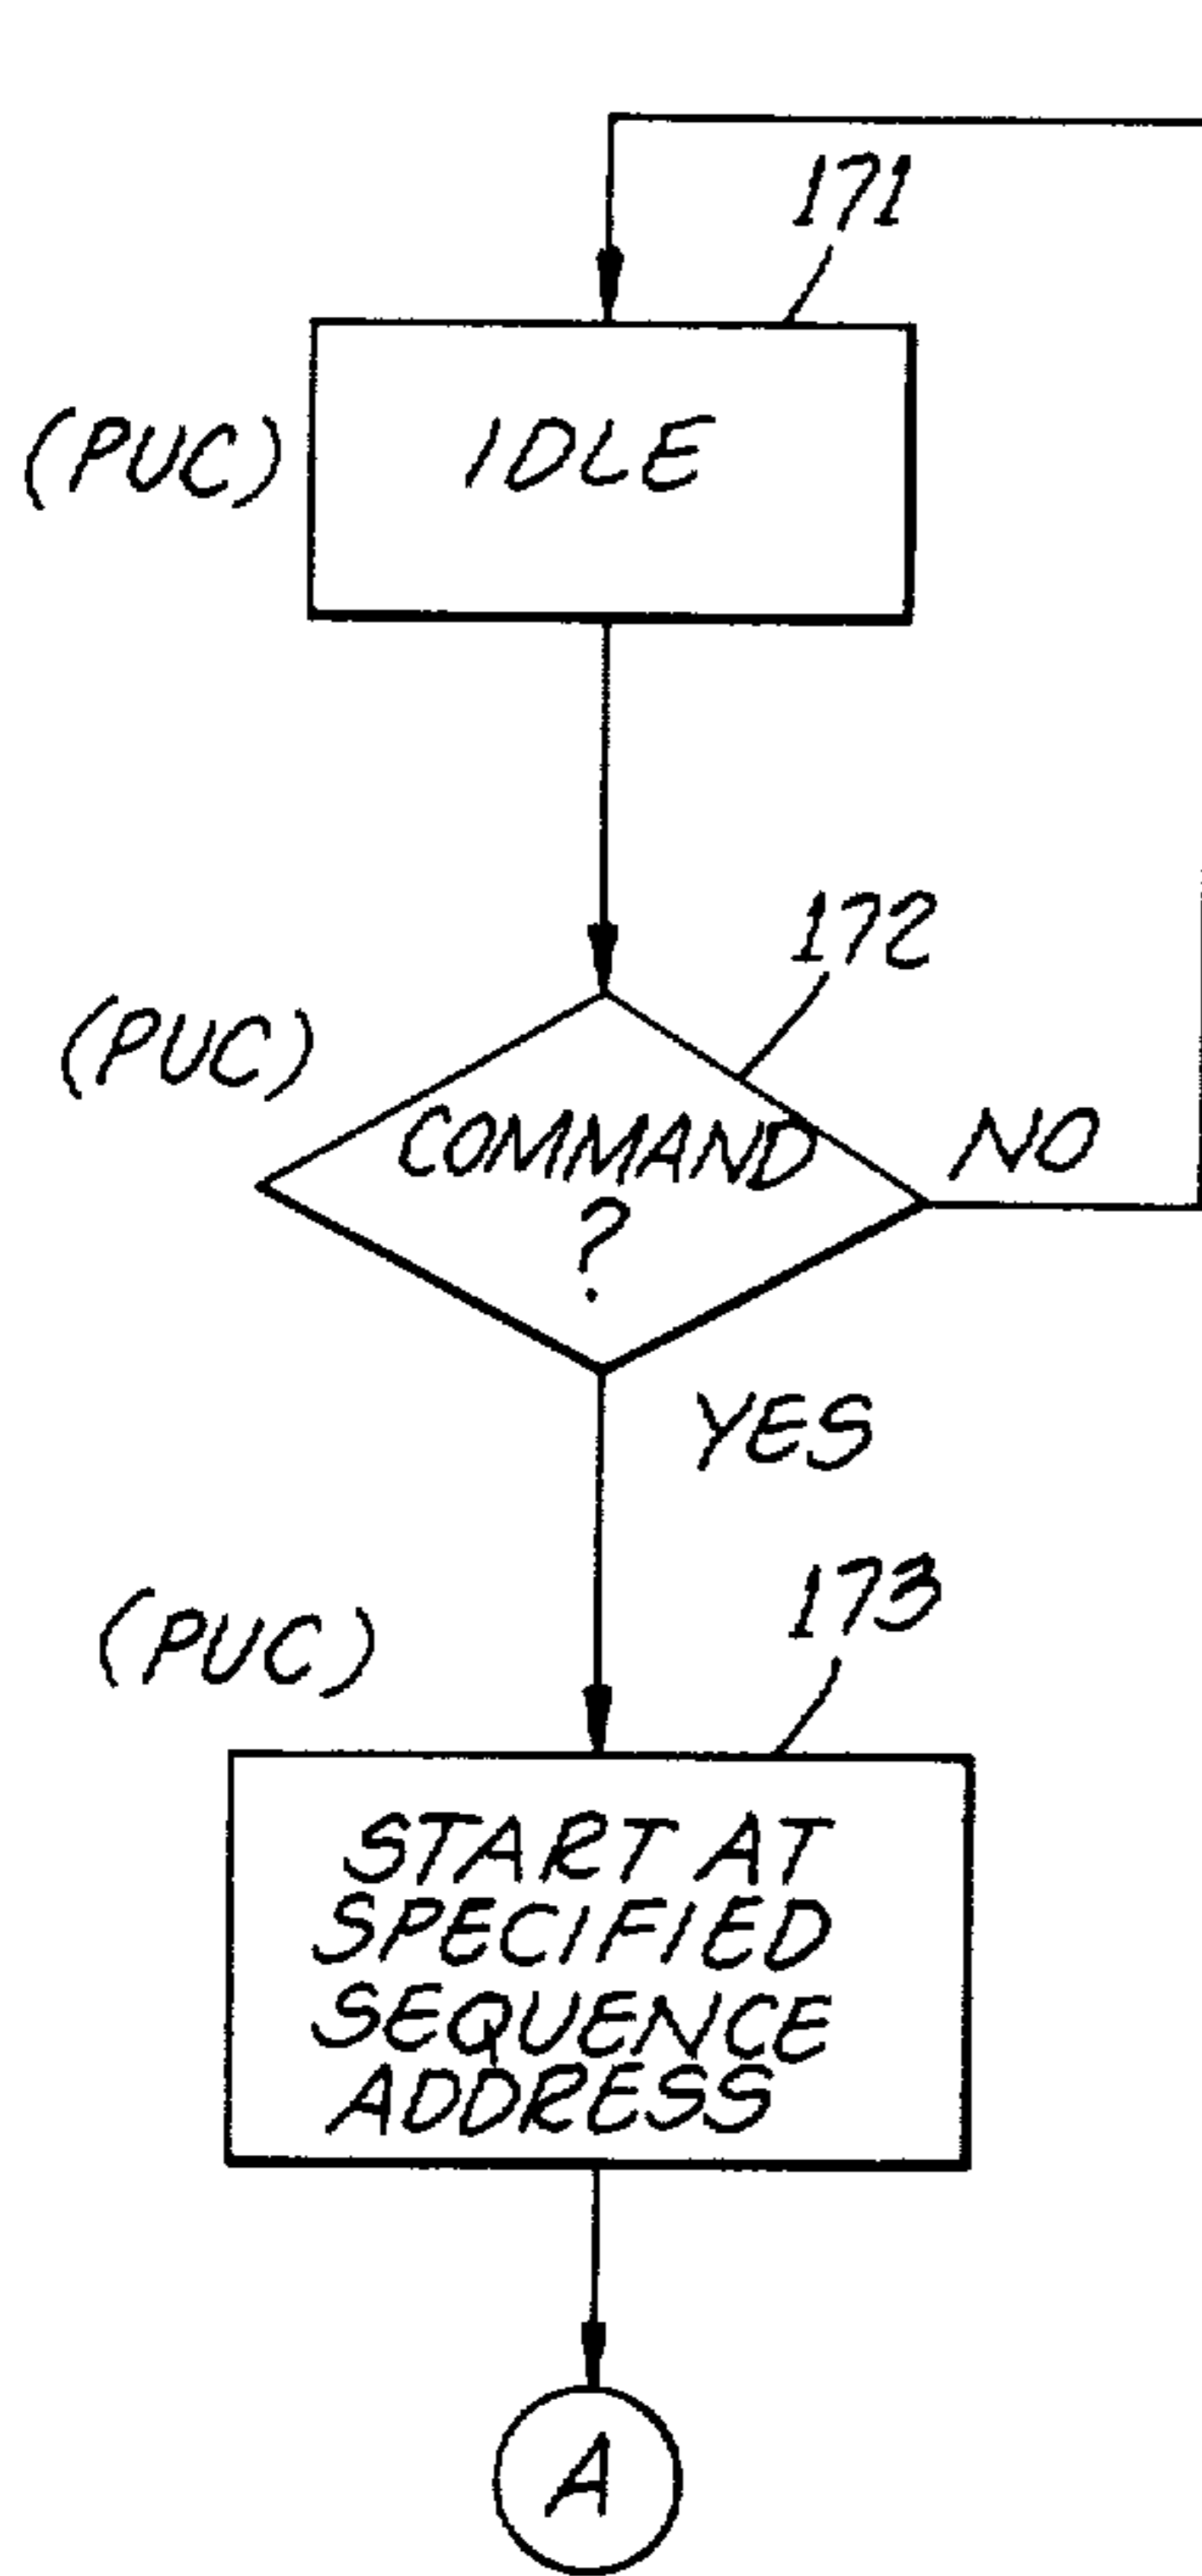 171
(PUC)
IDLE
172
(PUC)
COMMAND
?
NO
YES
173
(PUC)
START AT
SPECIFIED
SEQUENCE
ADDRESS
A